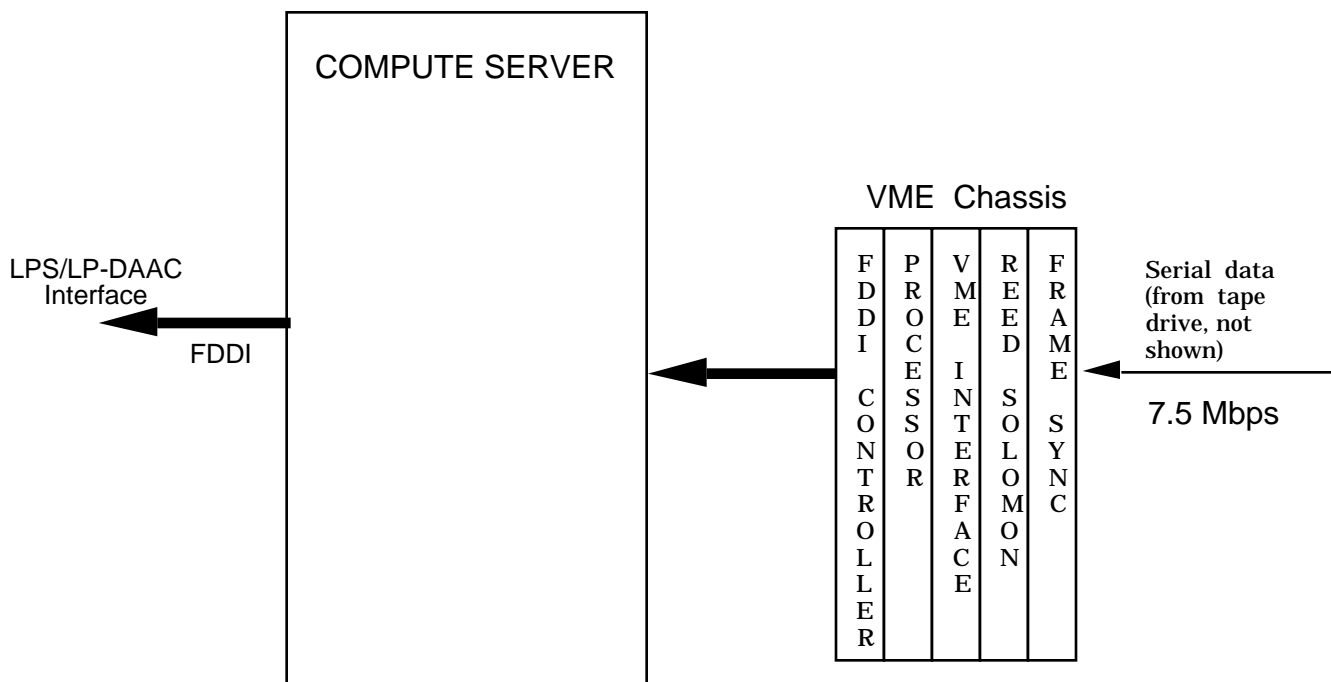 COMPUTE SERVER
LPS/LP-DAAC
Interface
FDDI
VME Chassis
FDDI CONTROLLER
PROCESSOR
VME INTERFACE
REED SOLOMON
FRAME SYNC
Serial data
(from tape
drive, not
shown)
7.5 Mbps